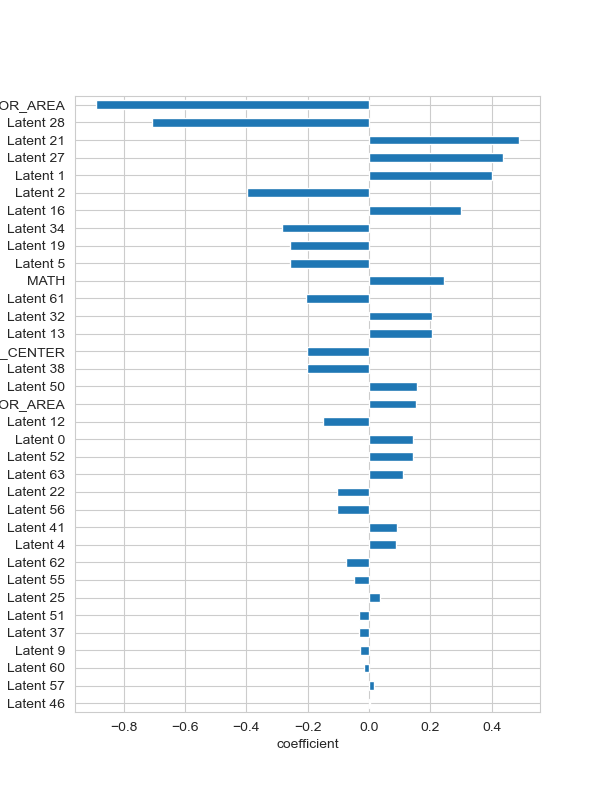 OR_AREA
Latent 28
Latent 21
Latent 27
Latent 1
Latent 2
Latent 16
Latent 34
Latent 19
Latent 5
MATH
Latent 61
Latent 32
Latent 13
_CENTER
Latent 38
Latent 50
OR_AREA
Latent 12
Latent 0
Latent 52
Latent 63
Latent 22
Latent 56
Latent 41
Latent 4
Latent 62
Latent 55
Latent 25
Latent 51
Latent 37
Latent 9
Latent 60
Latent 57
Latent 46
−0.8 −0.6 −0.4 −0.2 0.0 0.2 0.4
coefficient